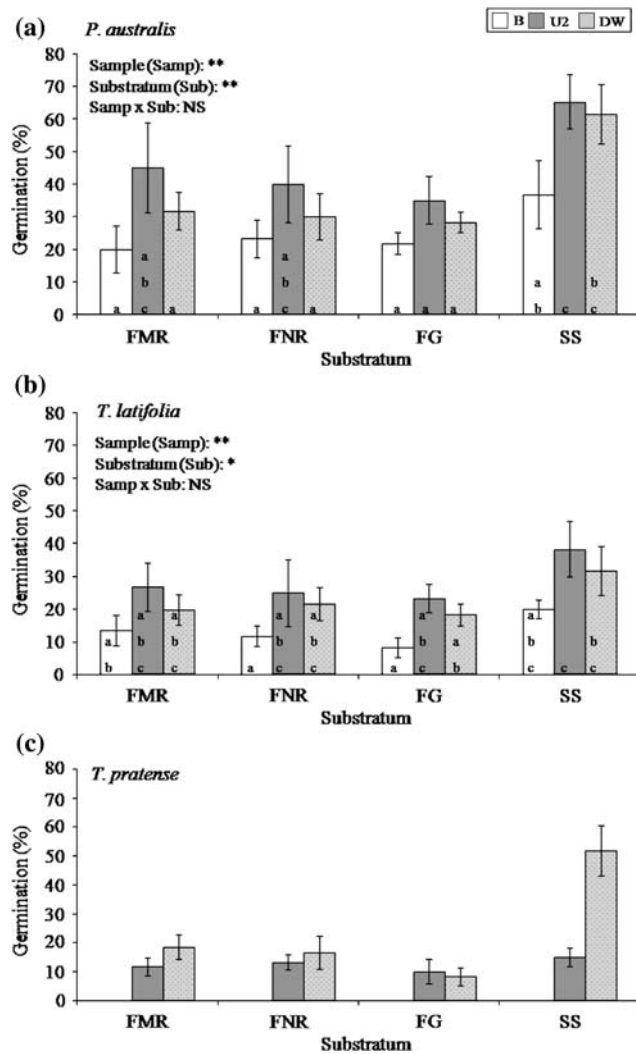 (a) P. australis
B U2 DW
Sample (Samp): **
Substratum (Sub): **
Samp x Sub: NS
Germination (%)
80
70
60
50
40
30
20
10
0
a a
b b a b
a c a a c a a a a b c c
FMR FNR FG SS
Substratum
(b) T. latifolia
Sample (Samp): **
Substratum (Sub): *
Samp x Sub: NS
Germination (%)
80
70
60
50
40
30
20
10
0
a a a a a a a
a b b b b b a b b b
b c c a c c a c b c c c
FMR FNR FG SS
Substratum
(c) T. pratense
Germination (%)
80
70
60
50
40
30
20
10
0
FMR FNR FG SS
Substratum